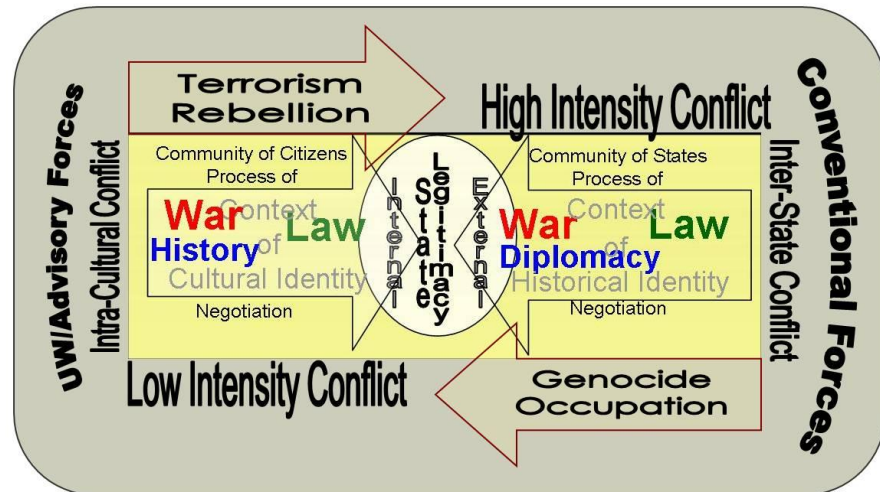 UW/Advisory Forces
Intra-Cultural Conflict
Terrorism
Rebellion
High Intensity Conflict
Community of Citizens
Process of
War
Context
Law
History
of
Cultural Identity
Negotiation
Internal
State
Legitimacy
External
Community of States
Process of
War
Context
Law
Diplomacy
of
Historical Identity
Negotiation
Low Intensity Conflict
Genocide
Occupation
Inter-State Conflict
Conventional Forces